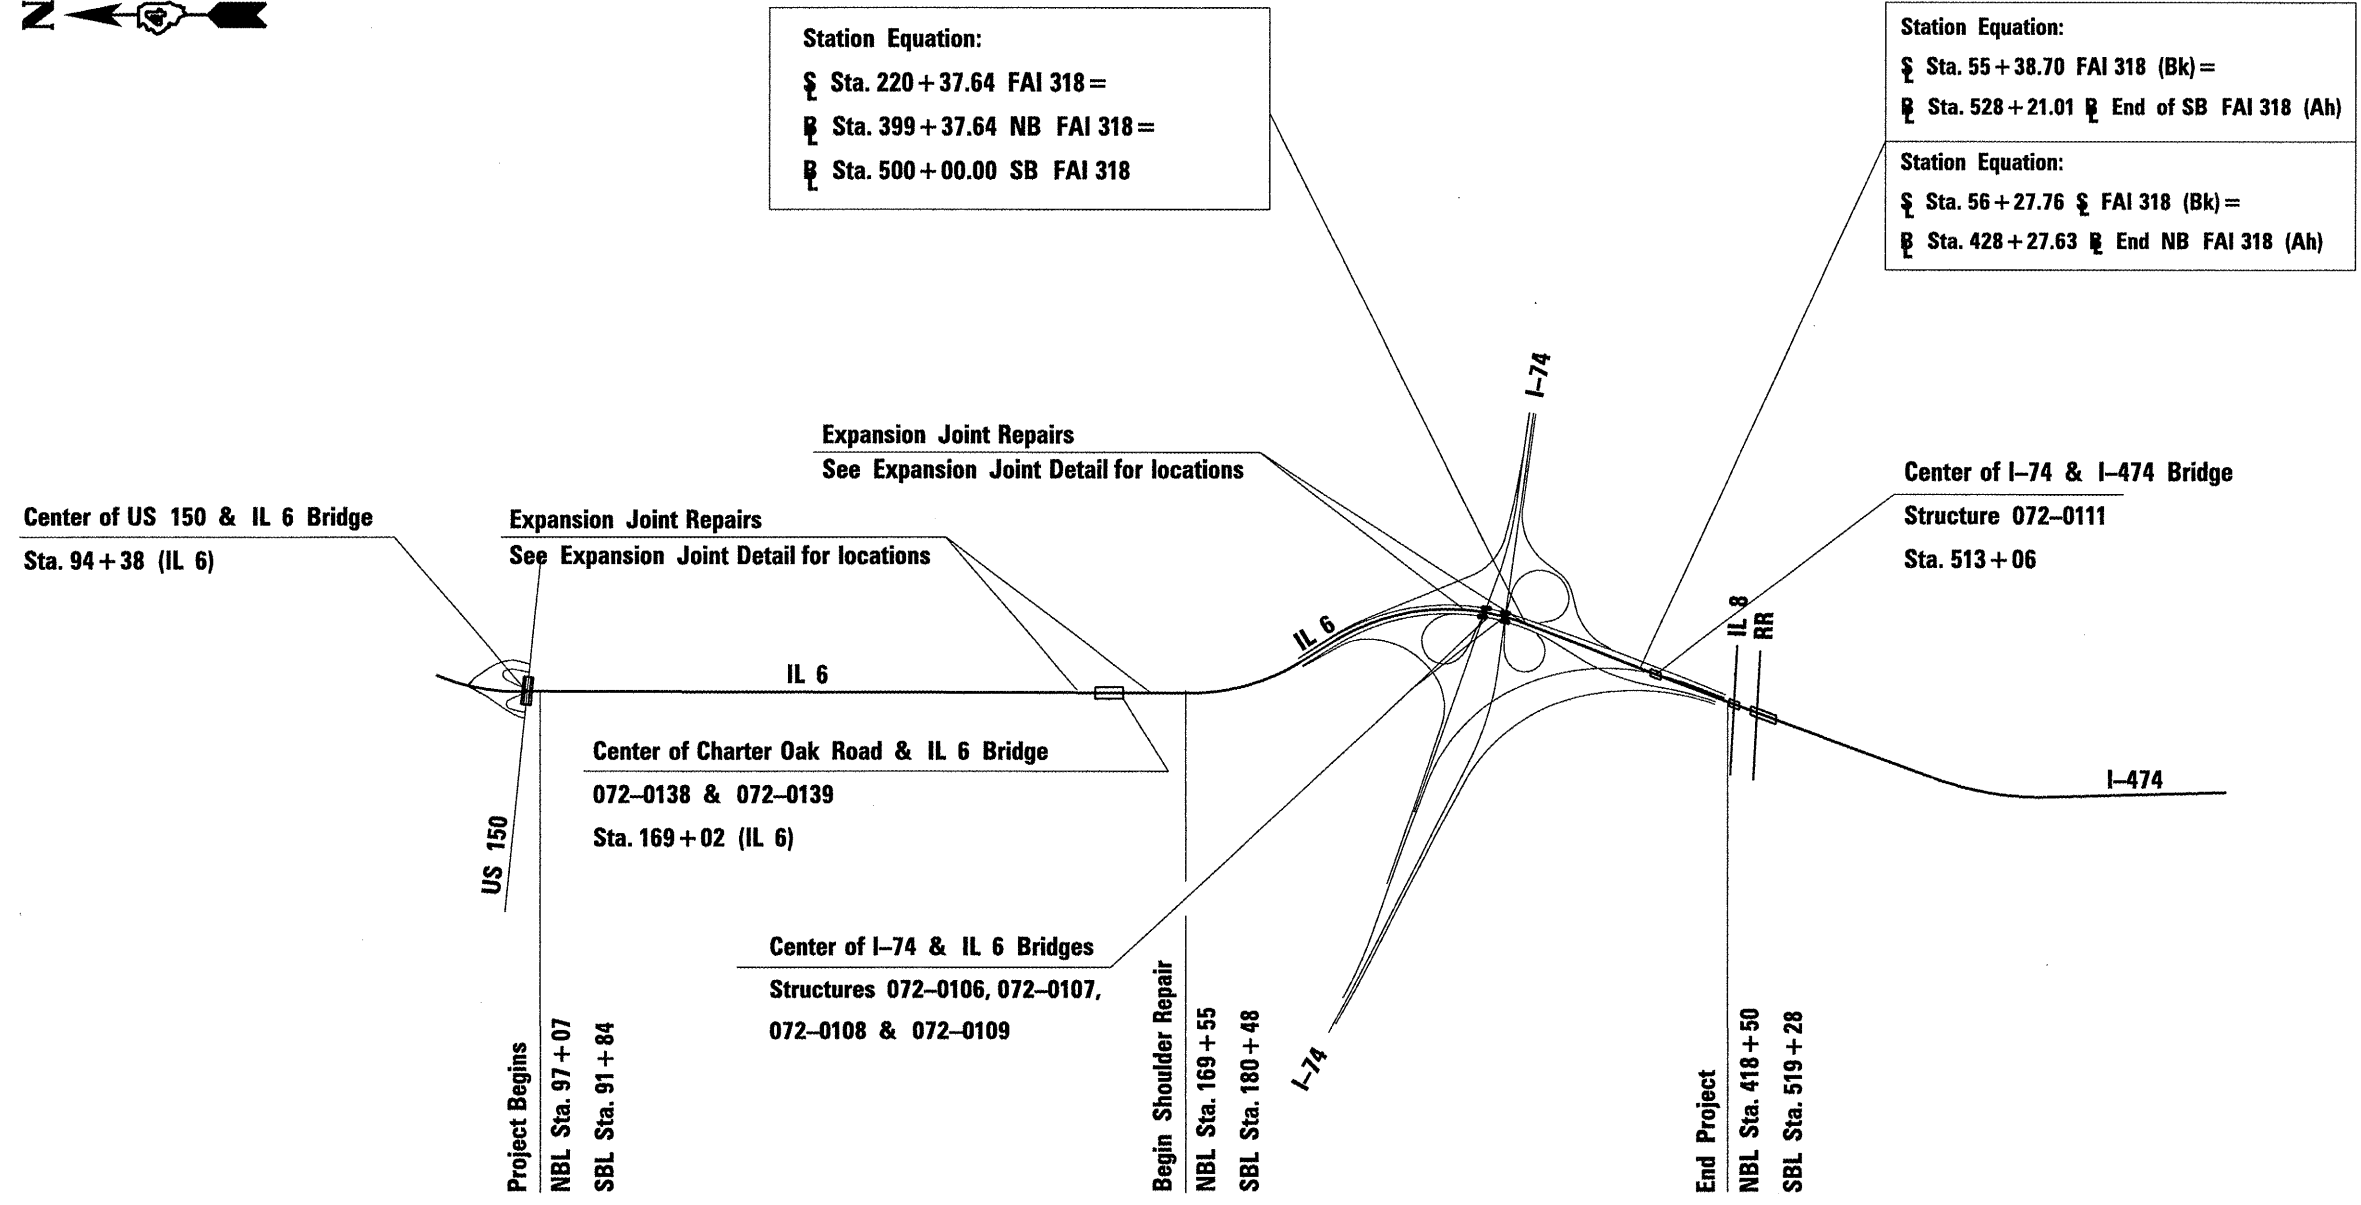 N
Station Equation:
Sta. 220+37.64 FAI 318=
Sta. 399+37.64 NB FAI 318=
Sta. 500+00.00 SB FAI 318
Station Equation:
Sta. 55+38.70 FAI 318 (Bk)=
Sta. 528+21.01 End of SB FAI 318 (Ah)
Station Equation:
Sta. 56+27.76 FAI 318 (Bk)=
Sta. 428+27.63 End NB FAI 318 (Ah)
I-74
Expansion Joint Repairs
See Expansion Joint Detail for locations
Center of I-74 & I-474 Bridge
Structure 072-0111
Sta. 513+06
Center of US 150 & IL 6 Bridge
Sta. 94+38 (IL 6)
Expansion Joint Repairs
See Expansion Joint Detail for locations
IL 8
RR
IL 6
IL 6
Center of Charter Oak Road & IL 6 Bridge
072-0138 & 072-0139
Sta. 169+02 (IL 6)
I-474
US 150
Center of I-74 & IL 6 Bridges
Structures 072-0106, 072-0107,
072-0108 & 072-0109
I-74
Project Begins
NBL Sta. 97+07
SBL Sta. 91+84
Begin Shoulder Repair
NBL Sta. 169+55
SBL Sta. 180+48
End Project
NBL Sta. 418+50
SBL Sta. 519+28